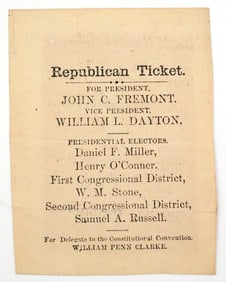 Republican Ticket.
FOR PRESIDENT,
JOHN C. FREMONT.
VICE PRESIDENT,
WILLIAM L. DAYTON.
PRESIDENTIAL ELECTORS.
Daniel F. Miller,
Henry O'Conner.
First Congressional District,
W. M. Stone,
Second Congressional District,
Samuel A. Russell.
For Delegate to the Constitutional Convention.
WILLIAM PENN CLARKE.